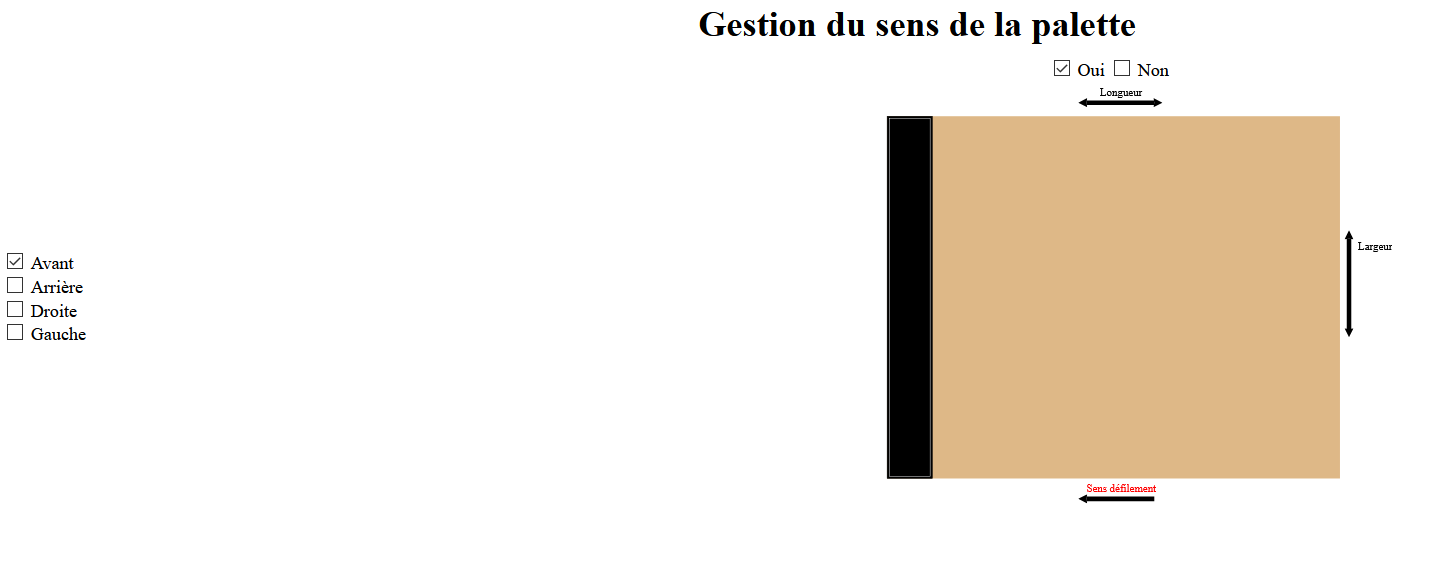 Gestion du sens de la palette
Oui Non
Longueur
Largeur
Avant
Arrière
Droite
Gauche
Sens défilement